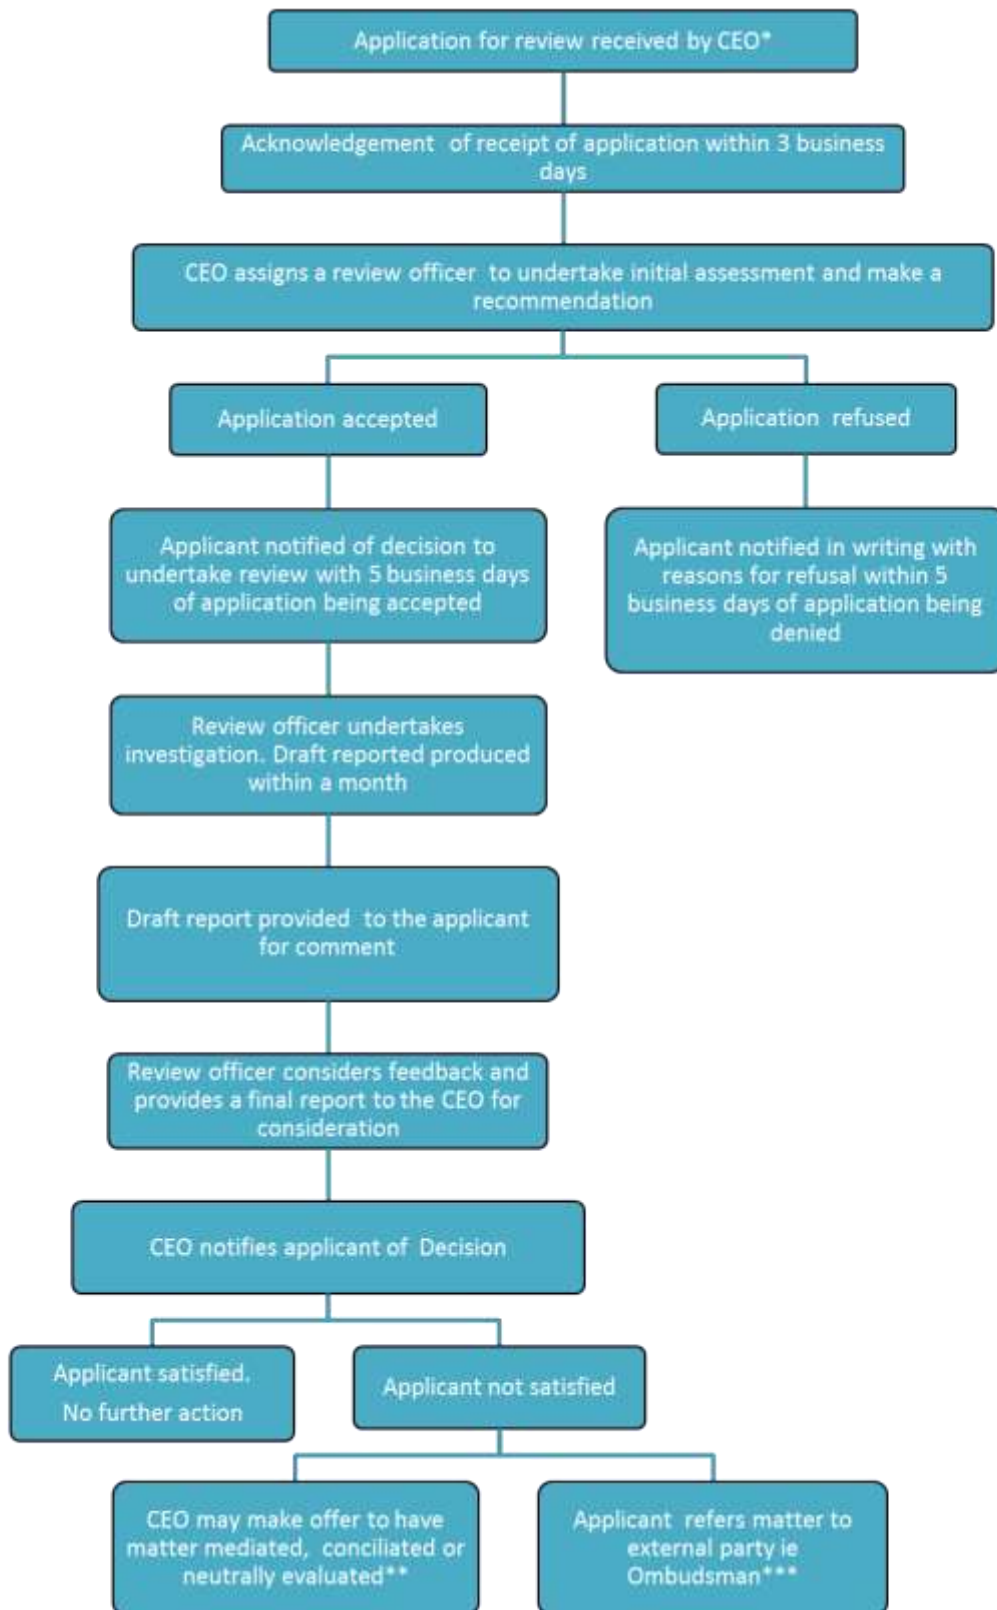 Application for review received by CEO*
Acknowledgement of receipt of application within 3 business
days
CEO assigns a review officer to undertake initial assessment and make a
recommendation
Application accepted
Application refused
Applicant notified of decision to
undertake review with 5 business days
of application being accepted
Applicant notified in writing with
reasons for refusal within 5
business days of application being
denied
Review officer undertakes
investigation. Draft reported produced
within a month
Draft report provided to the applicant
for comment
Review officer considers feedback and
provides a final report to the CEO for
consideration
CEO notifies applicant of Decision
Applicant satisfied.
No further action
Applicant not satisfied
CEO may make offer to have
matter mediated, conciliated or
neutrally evaluated**
Applicant refers matter to
external party ie
Ombudsman***